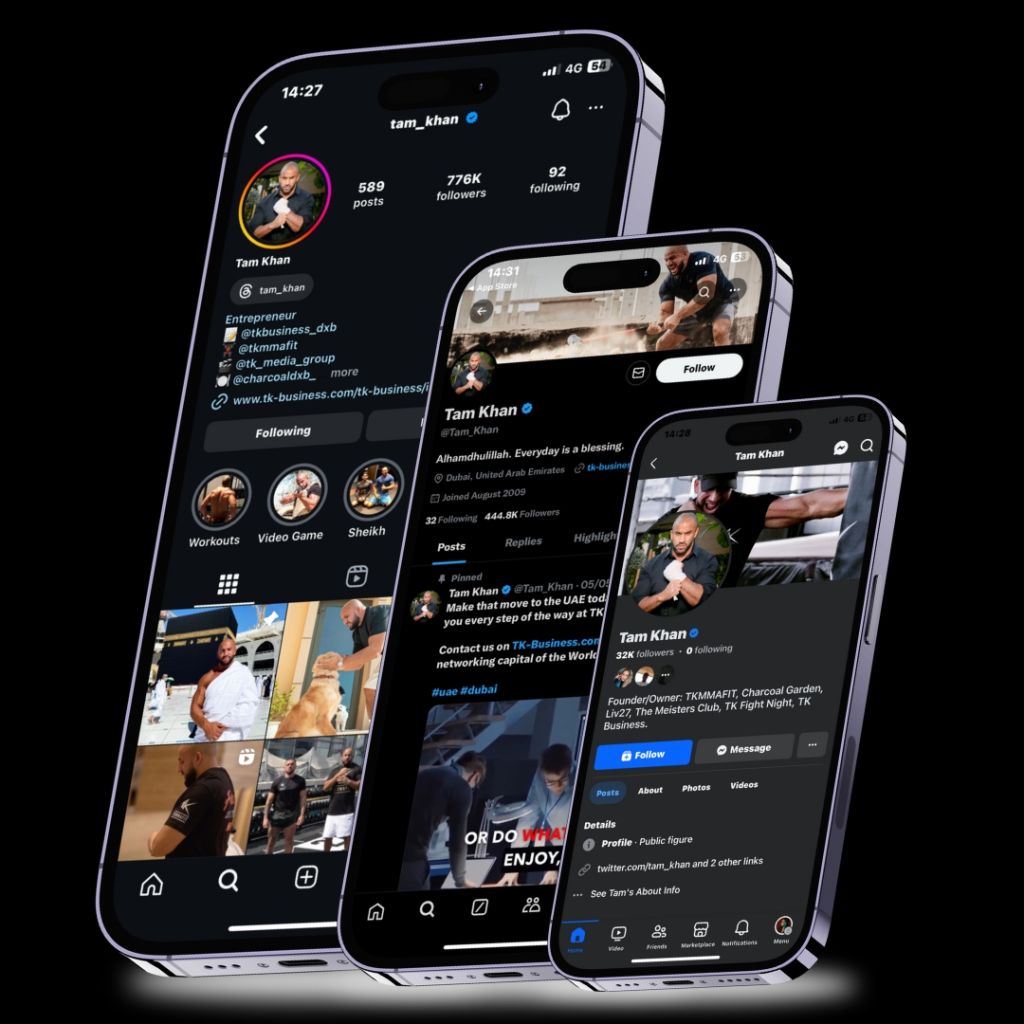 14:27
4G 54
tam_khan
589
posts
776K
followers
92
following
Tam Khan
tam_khan
Entrepreneur
@tkbusiness_dxb
@tkmmafit
@tk_media_group
@charcoaldxb_ more
www.tk-business.com/tk-business/
Following
Workouts
Video Game
Sheikh
14:31
4G 53
App Store
Follow
Tam Khan
@Tam_Khan
Alhamdhulillah. Everyday is a blessing.
Dubai, United Arab Emirates
tk-busine
Joined August 2009
32 Following 444.8K Followers
Posts
Replies
Highligh
Pinned
Tam Khan @Tam_Khan · 05/05
Make that move to the UAE toda
you every step of the way at TK
Contact us on TK-Business.com
networking capital of the World
#uae #dubai
OR DO WHAT
ENJOY,
14:28
4G
Tam Khan
Tam Khan
32K followers • 0 following
Founder/Owner: TKMMAFIT, Charcoal Garden,
Liv27, The Meisters Club, TK Fight Night, TK
Business.
Follow
Message
Posts
About
Photos
Videos
Details
Profile · Public figure
twitter.com/tam_khan and 2 other links
See Tam's About Info
Home
Video
Friends
Marketplace
Notifications
Menu